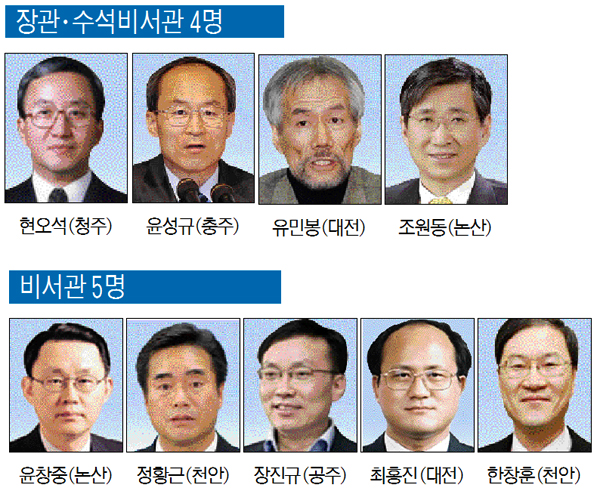 장관·수석비서관 4명
현오석(청주) 윤성규(충주) 유민봉(대전) 조원동(논산)
비서관 5명
윤창중(논산) 정황근(천안) 장진규(공주) 최흥진(대전) 한창훈(천안)